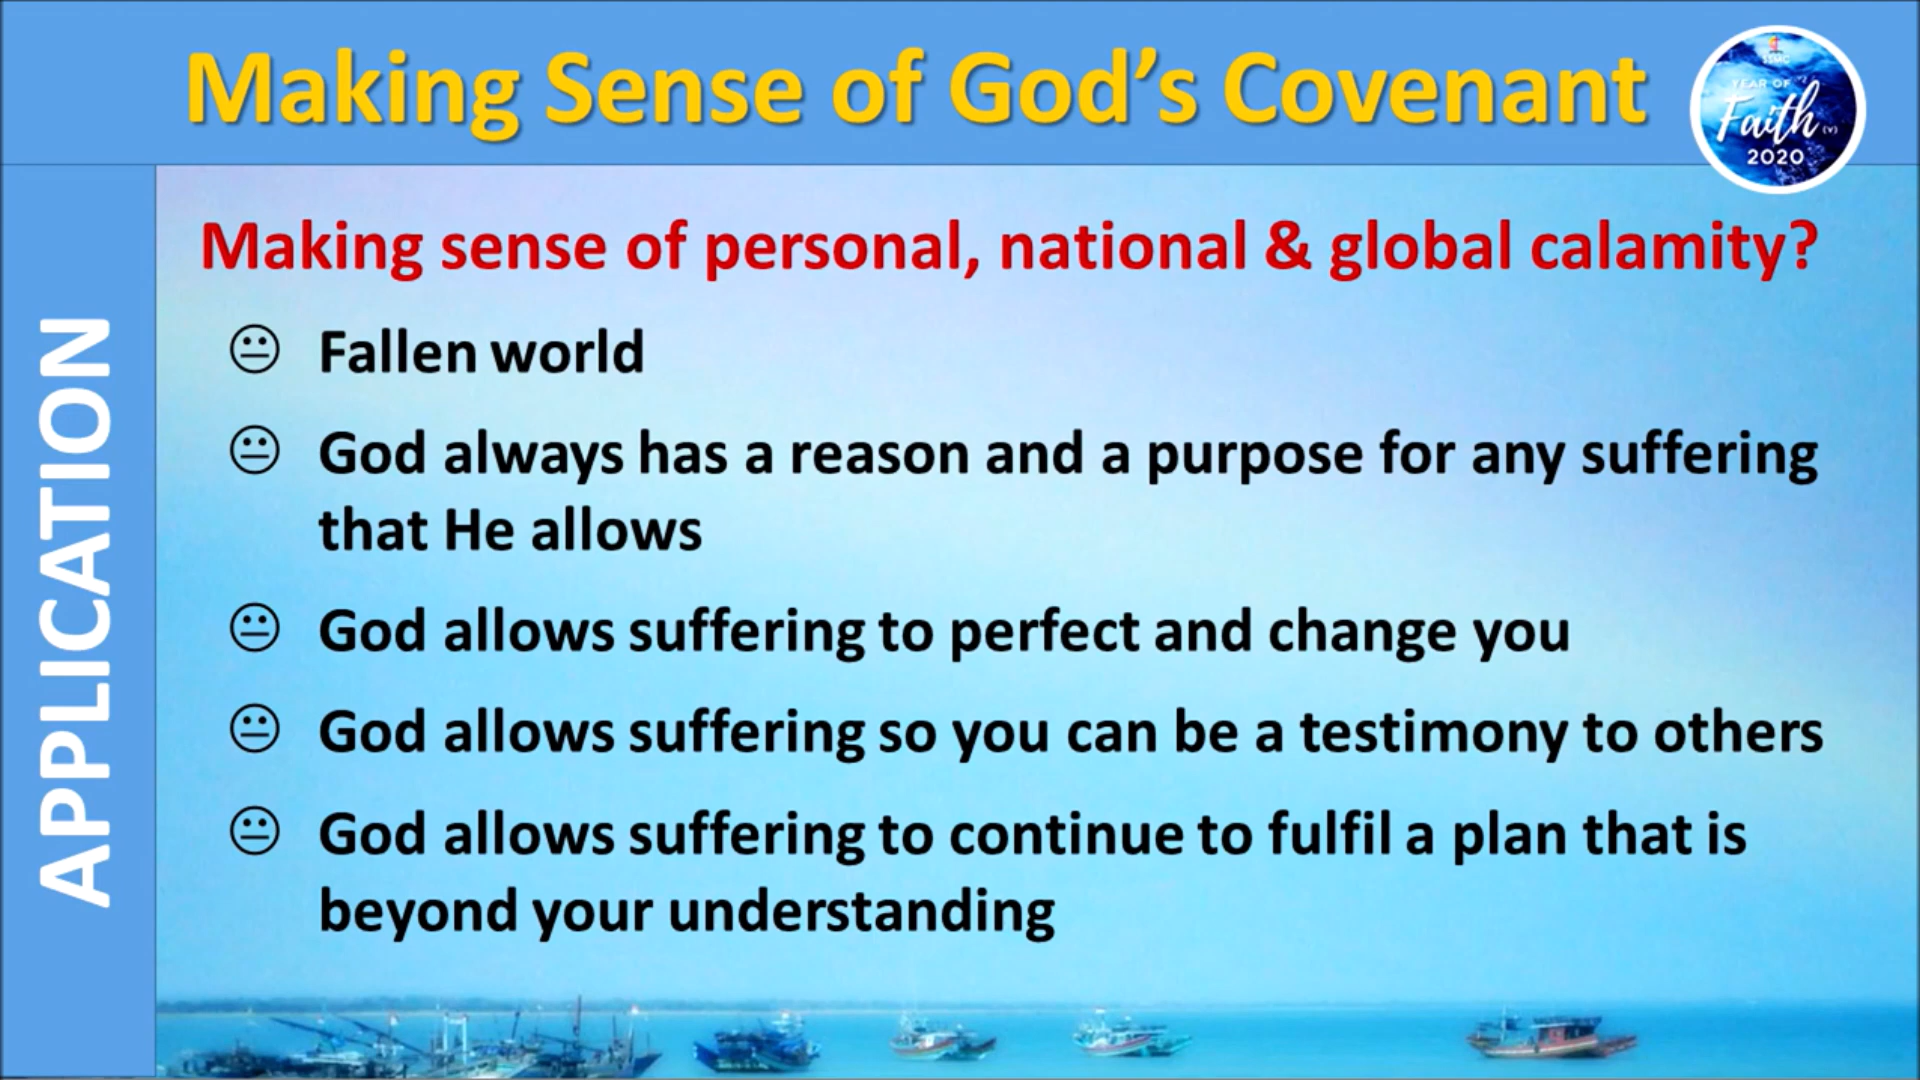 Making Sense of God's Covenant
SSMC
YEAR OF
Faith (v)
2020
APPLICATION
Making sense of personal, national & global calamity?
Fallen world
God always has a reason and a purpose for any suffering
that He allows
God allows suffering to perfect and change you
God allows suffering so you can be a testimony to others
God allows suffering to continue to fulfil a plan that is
beyond your understanding